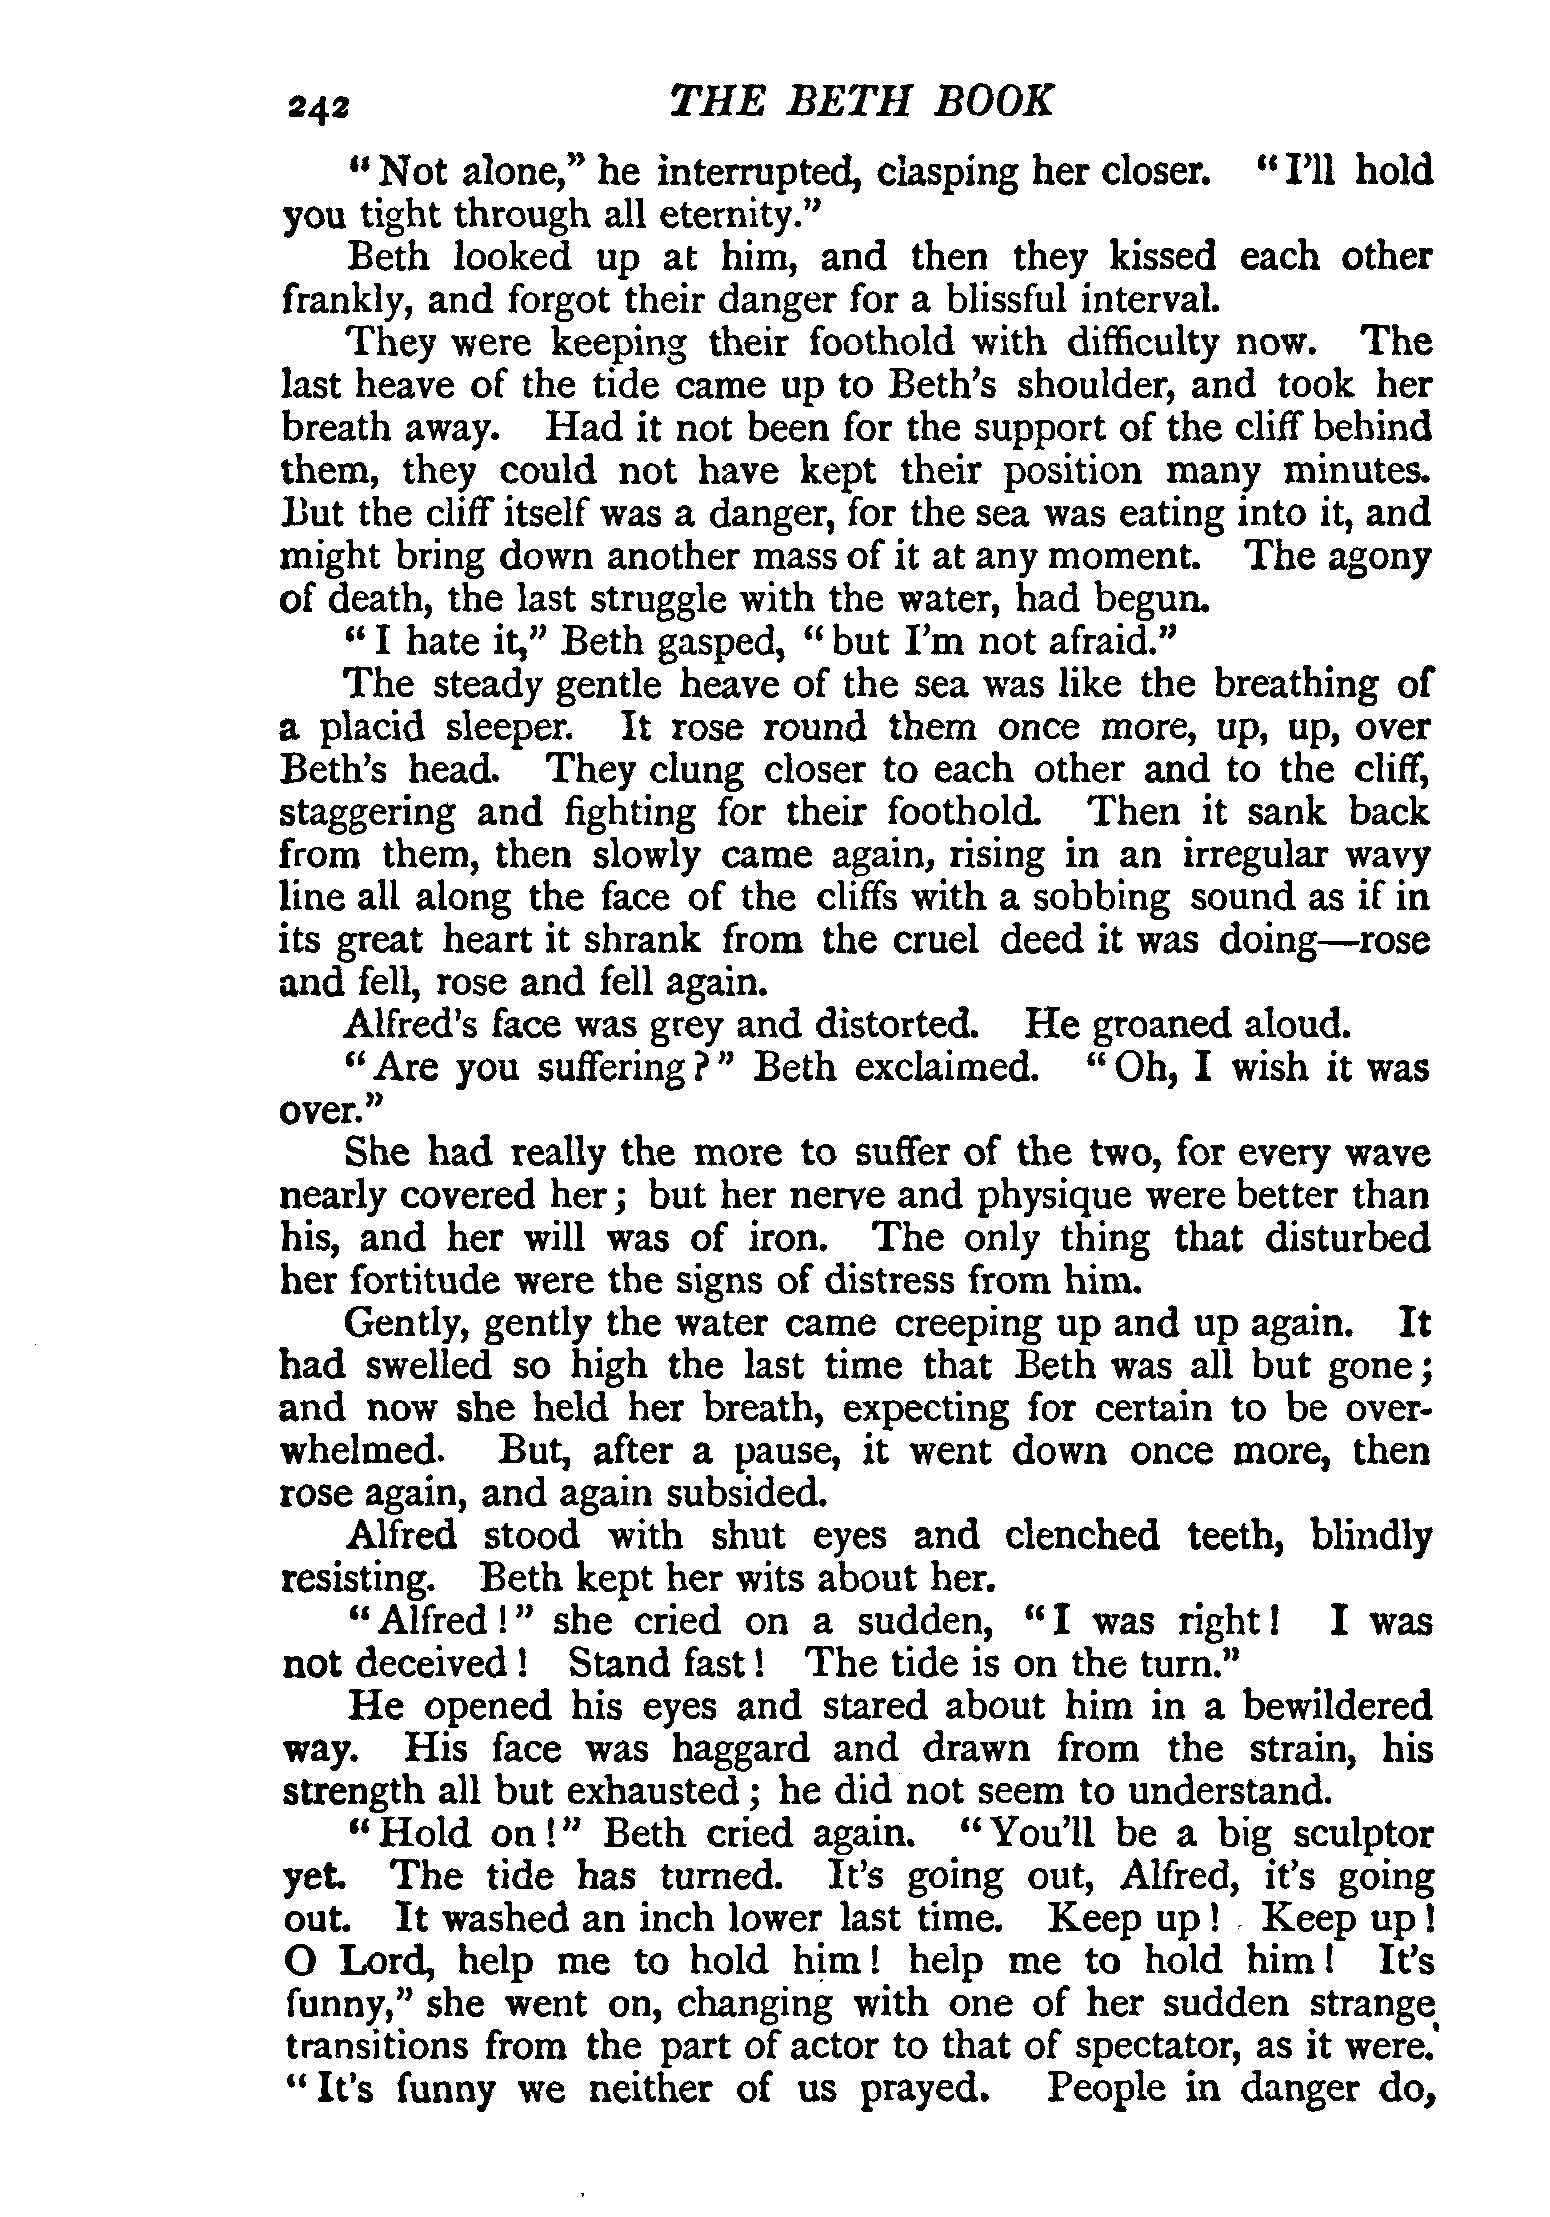 242 THE BETH BOOK
"Not alone," he interrupted, clasping her closer. "I'll hold
you tight through all eternity."
Beth looked up at him, and then they kissed each other
frankly, and forgot their danger for a blissful interval.
They were keeping their foothold with difficulty now. The
last heave of the tide came up to Beth's shoulder, and took her
breath away. Had it not been for the support of the cliff behind
them, they could not have kept their position many minutes.
But the cliff itself was a danger, for the sea was eating into it, and
might bring down another mass of it at any moment. The agony
of death, the last struggle with the water, had begun.
"I hate it," Beth gasped, "but I'm not afraid."
The steady gentle heave of the sea was like the breathing of
a placid sleeper. It rose round them once more, up, up, over
Beth's head. They clung closer to each other and to the cliff,
staggering and fighting for their foothold. Then it sank back
from them, then slowly came again, rising in an irregular wavy
line all along the face of the cliffs with a sobbing sound as if in
its great heart it shrank from the cruel deed it was doing—rose
and fell, rose and fell again.
Alfred's face was grey and distorted. He groaned aloud.
"Are you suffering?" Beth exclaimed. "Oh, I wish it was
over."
She had really the more to suffer of the two, for every wave
nearly covered her; but her nerve and physique were better than
his, and her will was of iron. The only thing that disturbed
her fortitude were the signs of distress from him.
Gently, gently the water came creeping up and up again. It
had swelled so high the last time that Beth was all but gone;
and now she held her breath, expecting for certain to be over-
whelmed. But, after a pause, it went down once more, then
rose again, and again subsided.
Alfred stood with shut eyes and clenched teeth, blindly
resisting. Beth kept her wits about her.
"Alfred!" she cried on a sudden, "I was right! I was
not deceived! Stand fast! The tide is on the turn."
He opened his eyes and stared about him in a bewildered
way. His face was haggard and drawn from the strain, his
strength all but exhausted; he did not seem to understand.
"Hold on!" Beth cried again. "You'll be a big sculptor
yet. The tide has turned. It's going out, Alfred, it's going
out. It washed an inch lower last time. Keep up! Keep up!
O Lord, help me to hold him! help me to hold him! It's
funny," she went on, changing with one of her sudden strange
transitions from the part of actor to that of spectator, as it were.
"It's funny we neither of us prayed. People in danger do,